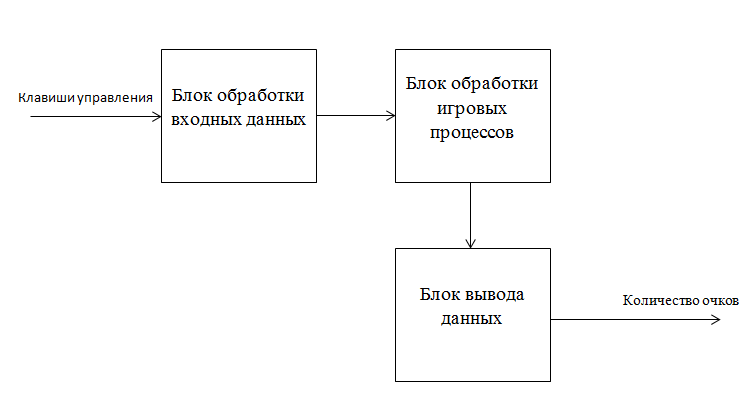 Клавиши управления
Блок обработки
входных данных
Блок обработки
игровых
процессов
Блок вывода
данных
Количество очков